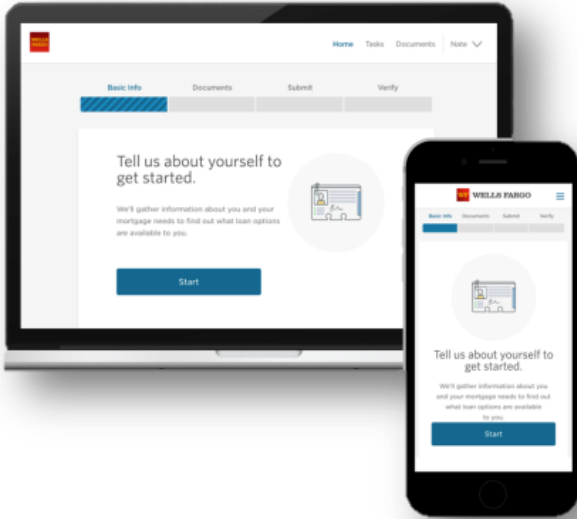 WELLS
FARGO
Home Tasks Documents Nate
Basic Info Documents Submit Verify
Tell us about yourself to
get started.
We'll gather information about you and your
mortgage needs to find out what loan options
are available to you.
Start
WF WELLS FARGO
Basic Info Documents Submit Verify
Tell us about yourself to
get started.
We'll gather information about you
and your mortgage needs to find out
what loan options are available
to you
Start